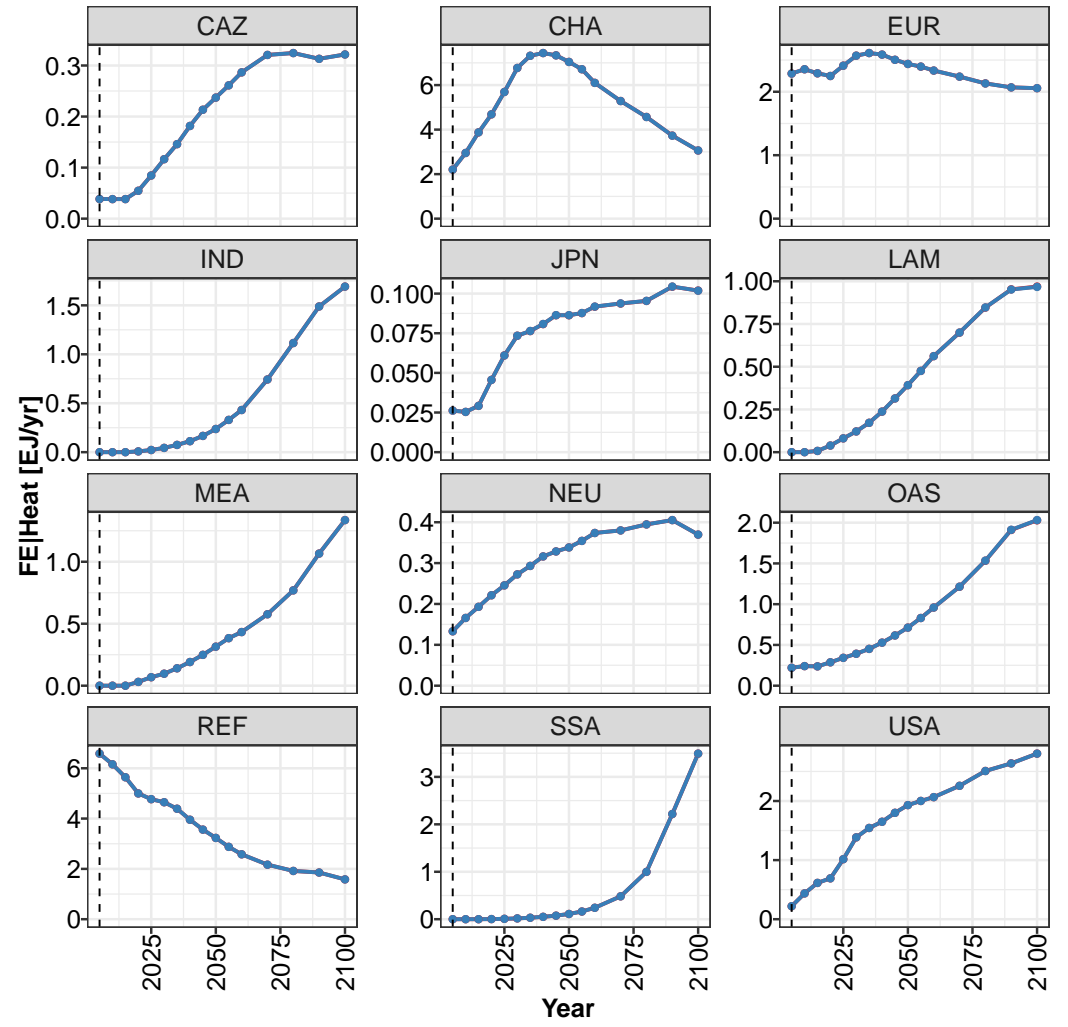 CAZ
CHA
EUR
0.3
0.2
0.1
0.0
6
4
2
0
2
1
0
IND
JPN
LAM
1.5
1.0
0.5
0.0
0.100
0.075
0.050
0.025
0.000
1.00
0.75
0.50
0.25
0.00
FE|Heat [EJ/yr]
MEA
NEU
OAS
1.0
0.5
0.0
0.4
0.3
0.2
0.1
0.0
2.0
1.5
1.0
0.5
0.0
REF
SSA
USA
6
4
2
0
3
2
1
0
2
1
0
2025 2050 2075 2100
2025 2050 2075 2100
2025 2050 2075 2100
Year